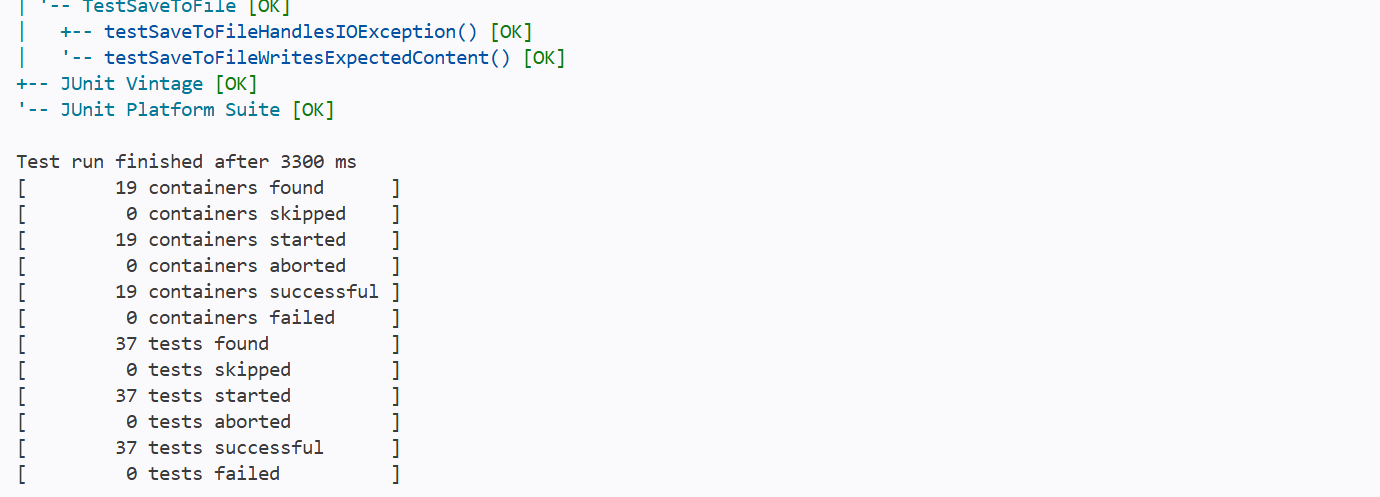 | '-- TestSaveToFile [OK]
|   +-- testSaveToFileHandlesIOException() [OK]
|   '-- testSaveToFileWritesExpectedContent() [OK]
+-- JUnit Vintage [OK]
'-- JUnit Platform Suite [OK]

Test run finished after 3300 ms
[        19 containers found      ]
[         0 containers skipped    ]
[        19 containers started    ]
[         0 containers aborted    ]
[        19 containers successful ]
[         0 containers failed     ]
[        37 tests found           ]
[         0 tests skipped         ]
[        37 tests started         ]
[         0 tests aborted         ]
[        37 tests successful      ]
[         0 tests failed          ]